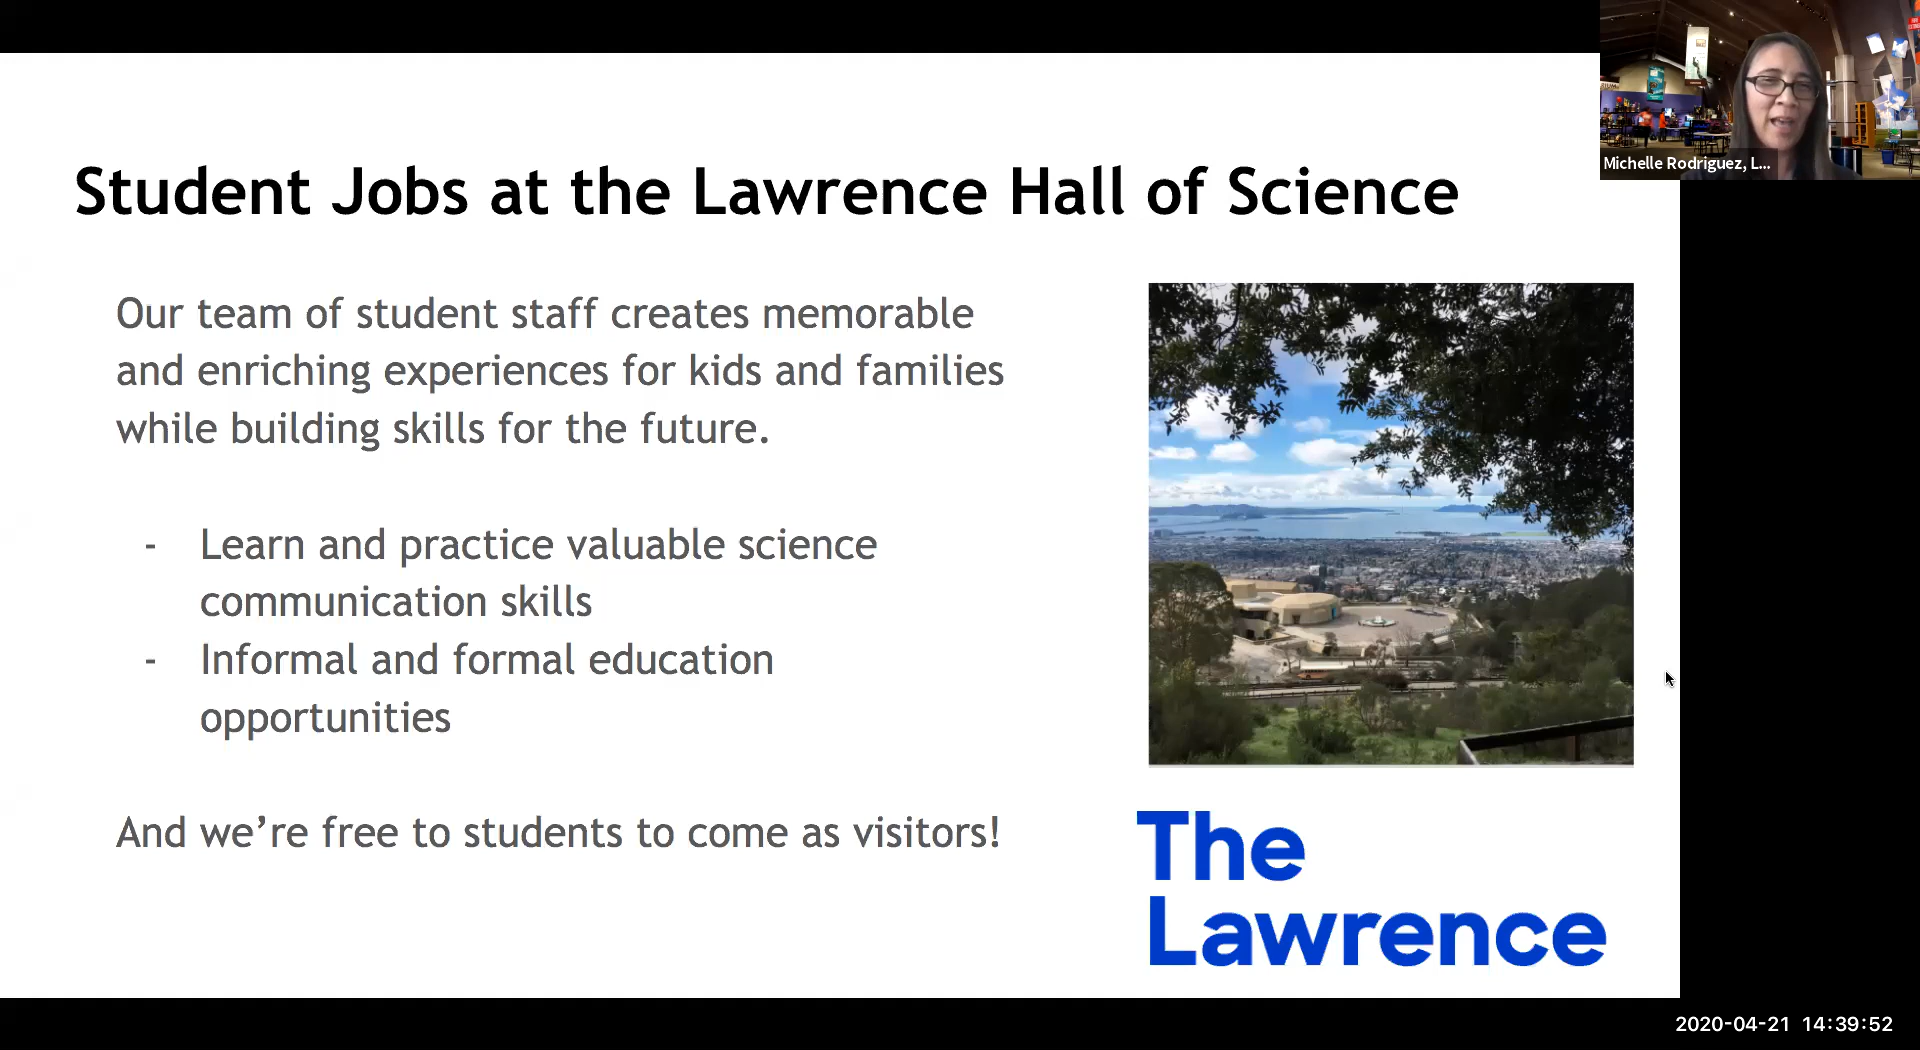 Michelle Rodriguez, L...
Student Jobs at the Lawrence Hall of Science
Our team of student staff creates memorable
and enriching experiences for kids and families
while building skills for the future.
- Learn and practice valuable science
communication skills
- Informal and formal education
opportunities
And we’re free to students to come as visitors!
The
Lawrence
2020-04-21 14:39:52